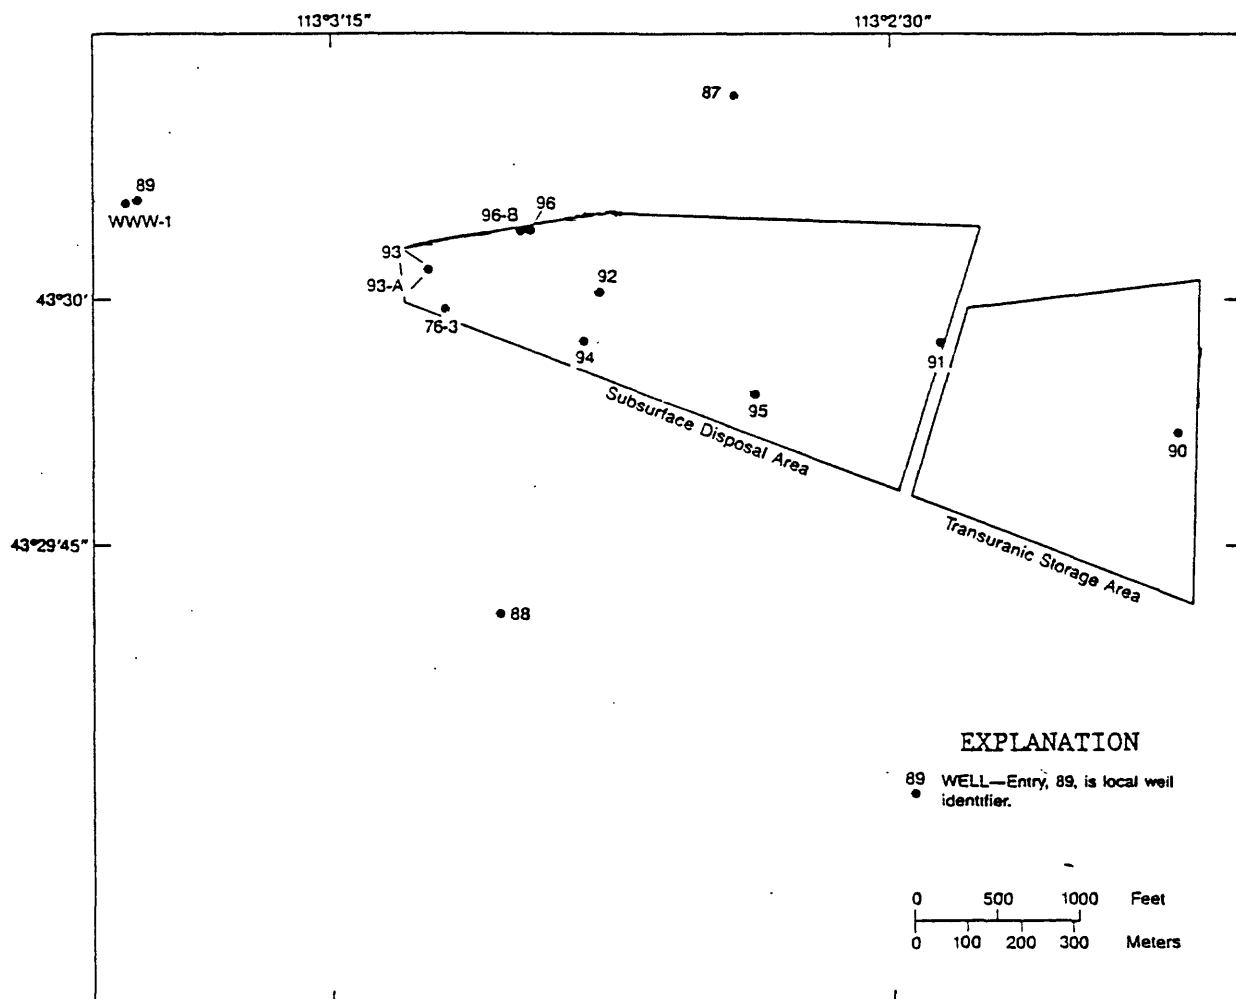 113°3'15"
113°2'30"
87
89
WWW-1
96
96-B
93
93-A
92
43°30'
76-3
94
91
95
90
Subsurface Disposal Area
Transuranic Storage Area
43°29'45"
88
EXPLANATION
89 WELL—Entry, 89, is local well
identifier.
0 500 1000 Feet
0 100 200 300 Meters